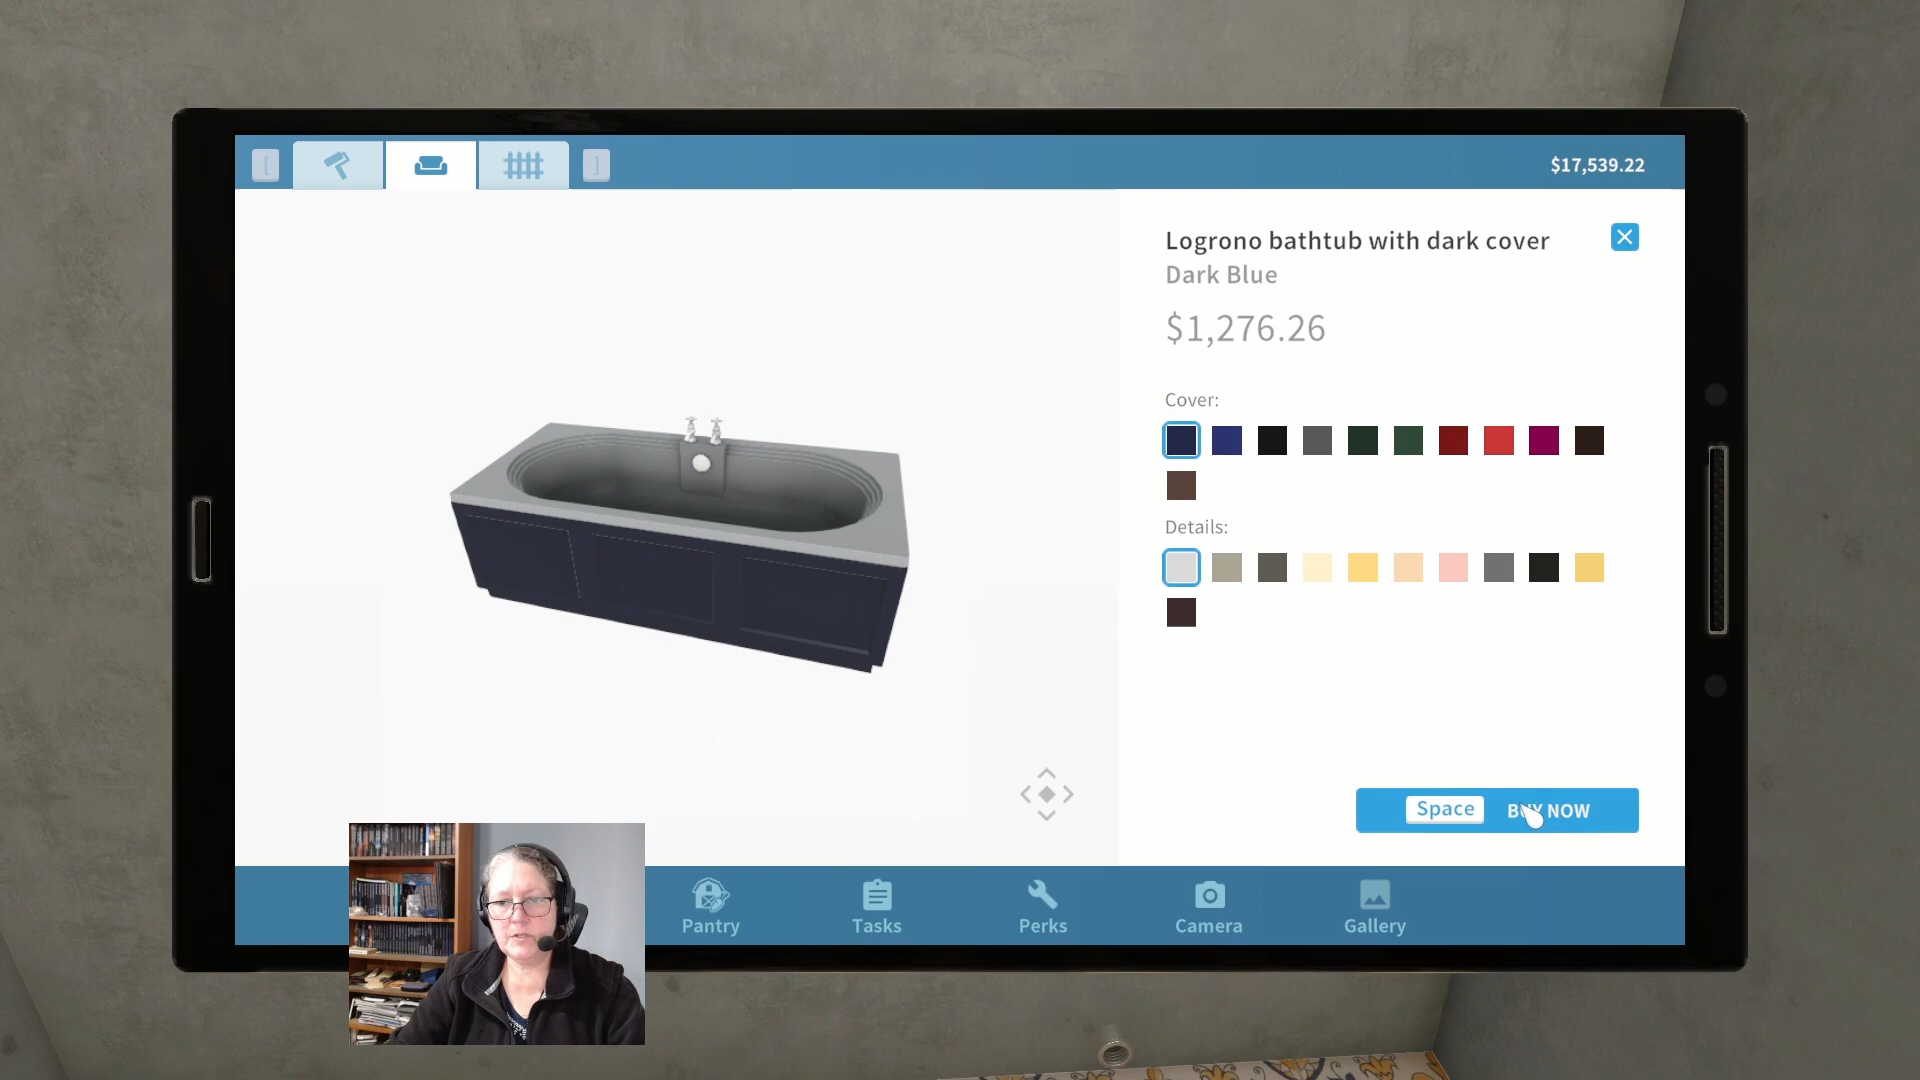 [
]
$17,539.22
Logrono bathtub with dark cover
Dark Blue
$1,276.26
Cover:
Details:
Space BUY NOW
Pantry
Tasks
Perks
Camera
Gallery